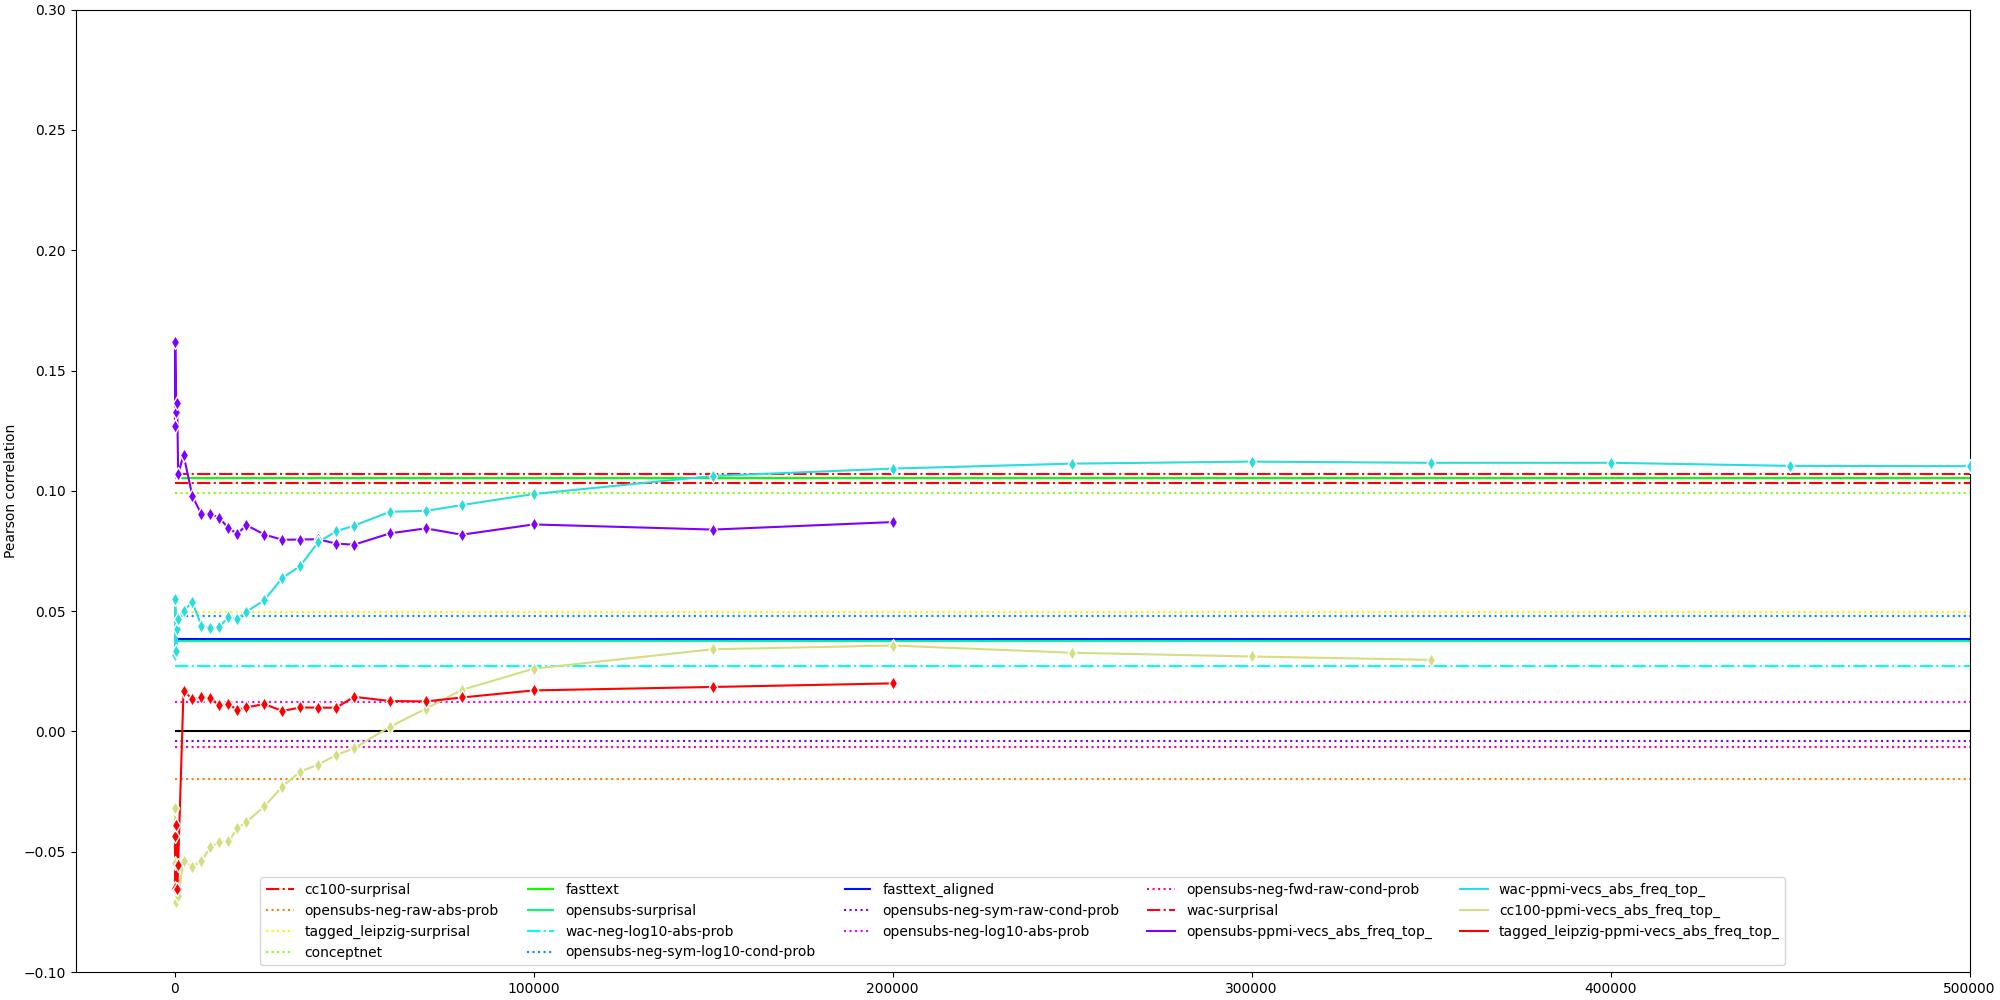 0.30
0.25
0.20
0.15
0.10
0.05
0.00
−0.05
−0.10
Pearson correlation
cc100-surprisal
opensubs-neg-raw-abs-prob
tagged_leipzig-surprisal
conceptnet
fasttext
opensubs-surprisal
wac-neg-log10-abs-prob
opensubs-neg-sym-log10-cond-prob
fasttext_aligned
opensubs-neg-sym-raw-cond-prob
opensubs-neg-log10-abs-prob
opensubs-neg-fwd-raw-cond-prob
wac-surprisal
opensubs-ppmi-vecs_abs_freq_top_
wac-ppmi-vecs_abs_freq_top_
cc100-ppmi-vecs_abs_freq_top_
tagged_leipzig-ppmi-vecs_abs_freq_top_
0
100000
200000
300000
400000
500000